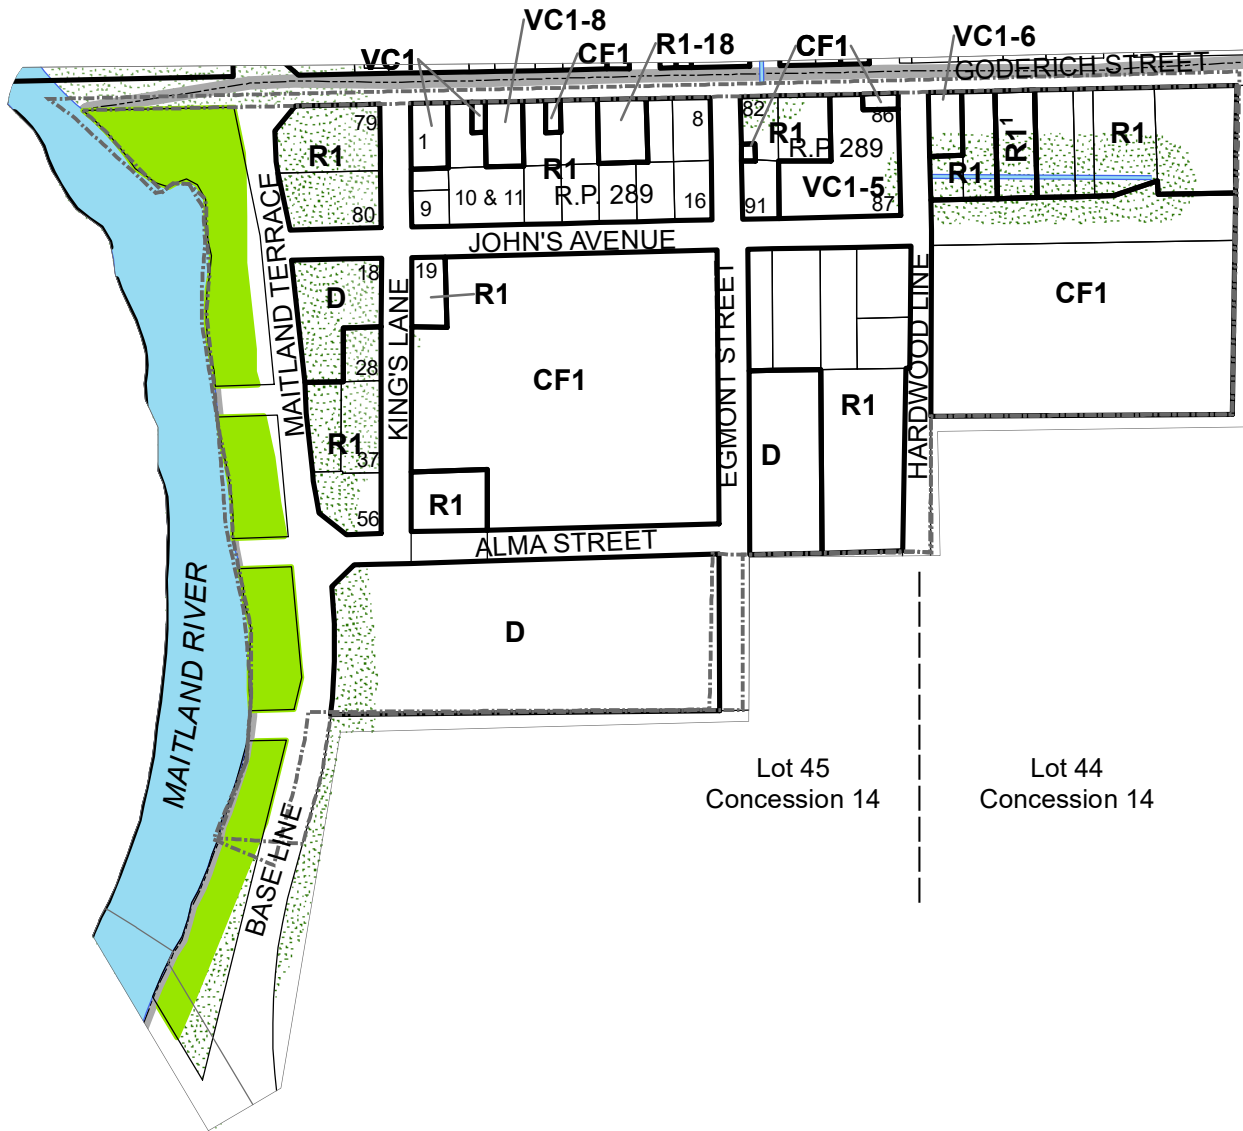 VC1-8
VC1
CF1
R1-18
CF1
VC1-6
GODERICH STREET
79
R1
80
1
8
R1
9
10 & 11
R.P. 289
16
82
R1
86
R.P 289
VC1-5
91
87
R1
R1¹
R1
MAITLAND TERRACE
JOHN'S AVENUE
18
D
28
R1
37
56
KING'S LANE
19
R1
CF1
R1
EGMONT STREET
R1
D
HARDWOOD LINE
CF1
ALMA STREET
D
MAITLAND RIVER
BASE LINE
Lot 45
Concession 14
Lot 44
Concession 14